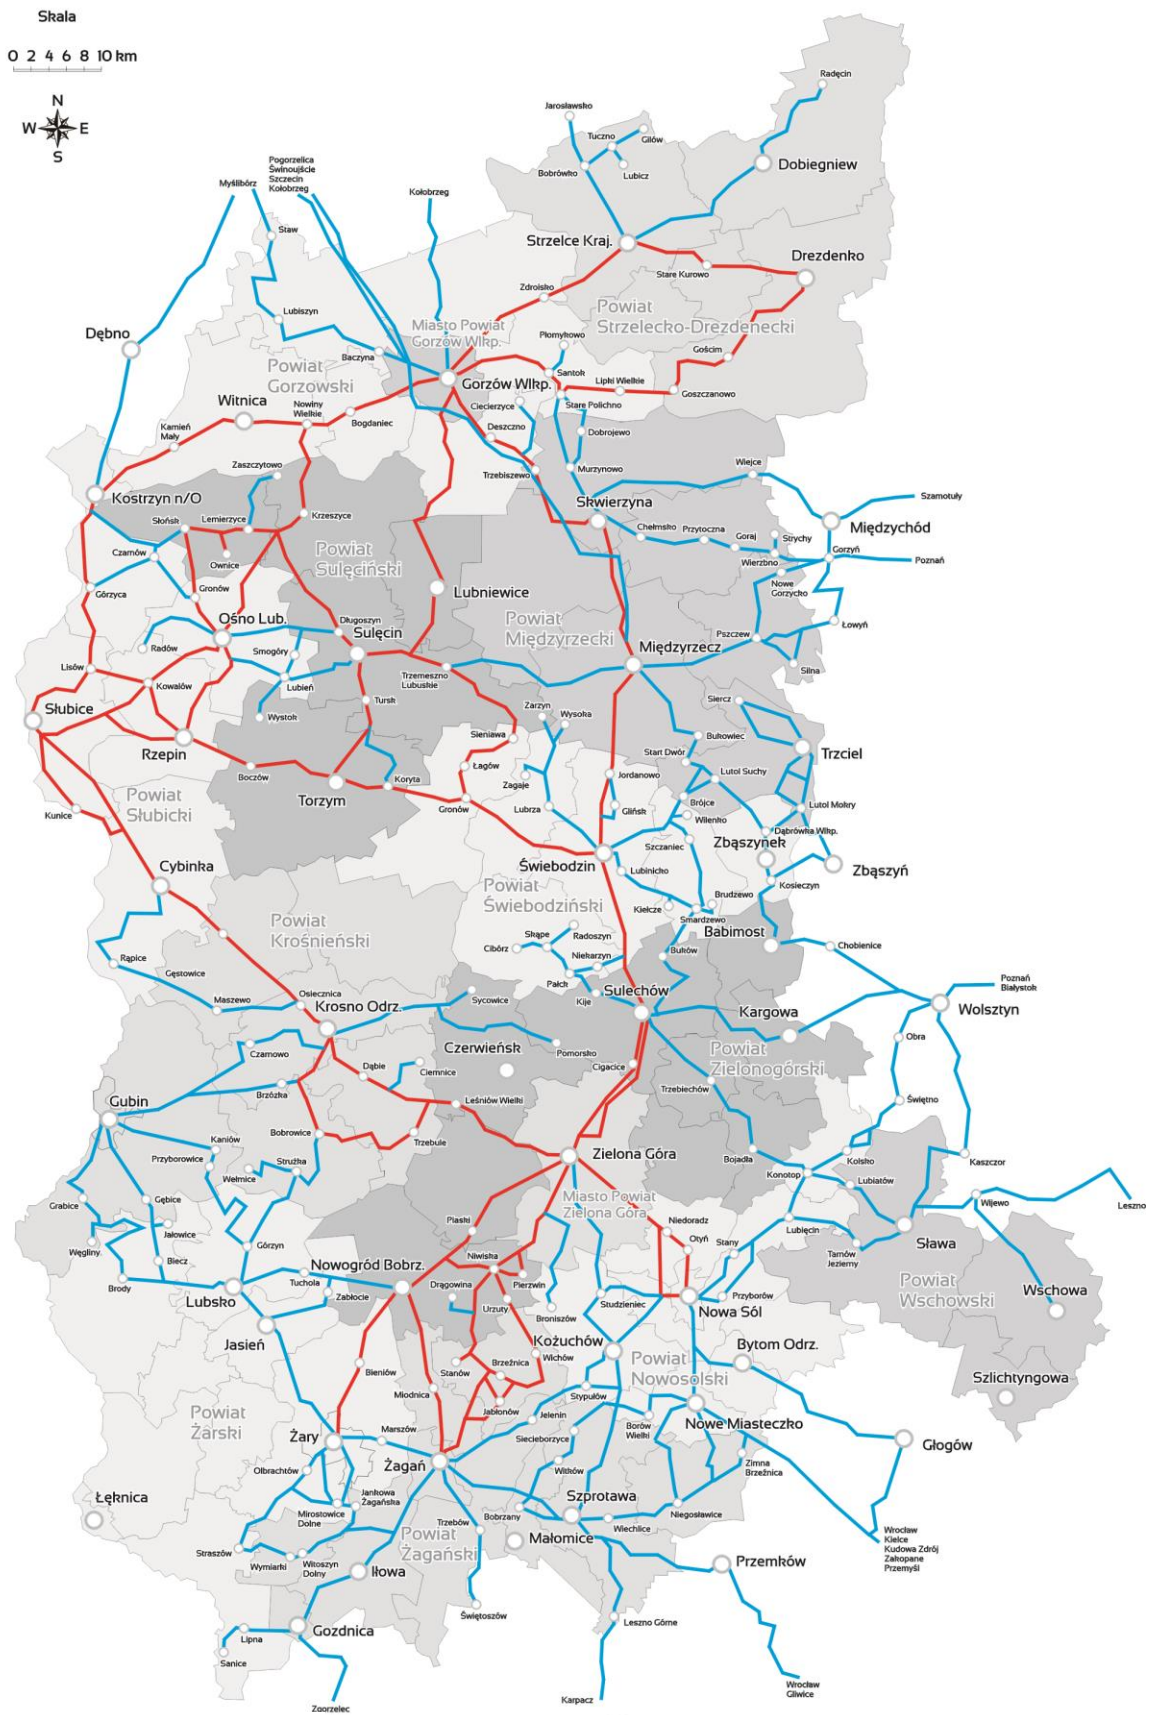 Skala
0 2 4 6 8 10 km
N
W E
S
Radęcin
Jarosławsko
Tuczno
Gilów
Bobrówko
Lubicz
Dobiegniew
Pogorzelica
Świnoujście
Szczecin
Kołobrzeg
Myślibórz
Kołobrzeg
Staw
Strzelce Kraj.
Drezdenko
Stare Kurowo
Zdroisko
Powiat
Strzelecko-Drezdenecki
Lubiszyn
Miasto Powiat
Gorzów Wlkp.
Płomykowo
Dębno
Baczyna
Gościm
Powiat
Gorzowski
Gorzów Wlkp.
Santok
Lipki Wielkie
Goszczanowo
Witnica
Nowiny
Wielkie
Bogdaniec
Ciecierzyce
Stare Polichno
Kamień
Mały
Deszczno
Dobrojewo
Zaszczytowo
Trzebiszewo
Murzynowo
Wiejce
Kostrzyn n/O
Szamotuły
Skwierzyna
Międzychód
Słońsk
Lemierzyce
Krzeszyce
Chełmsko
Przytoczna
Goraj
Strychy
Gorzyń
Czarnów
Ownice
Powiat
Sulęciński
Wierzbno
Poznań
Górzyca
Gronów
Lubniewice
Nowe
Gorzycko
Powiat
Międzyrzecki
Łowyń
Ośno Lub.
Długoszyn
Pszczew
Radów
Smogóry
Sulęcin
Międzyrzecz
Silna
Lisów
Kowalów
Lubień
Trzemeszno
Lubuskie
Słubice
Wystok
Tursk
Zarzyn
Wysoka
Siercz
Rzepin
Sieniawa
Bukowiec
Start Dwór
Trzciel
Boczów
Torzym
Koryta
Łagów
Zagaje
Jordanowo
Lutol Suchy
Powiat
Słubicki
Gronów
Lubrza
Glińsk
Brójce
Lutol Mokry
Kunice
Wilenko
Dąbrówka Wlkp.
Zbąszynek
Szczaniec
Świebodzin
Zbąszyń
Cybinka
Lubinicko
Kosieczyn
Powiat
Świebodziński
Kiełcze
Brudzewo
Smardzewo
Powiat
Krośnieński
Skąpe
Radoszyn
Babimost
Cibórz
Chobienice
Rąpice
Gęstowice
Niekarzyn
Buków
Pałck
Kije
Poznań
Białystok
Maszewo
Osiecznica
Sycowice
Sulechów
Kargowa
Wolsztyn
Krosno Odrz.
Czarnowo
Czerwieńsk
Pomorsko
Obra
Powiat
Zielonogórski
Dąbie
Ciemnice
Cigacice
Brzózka
Trzebiechów
Gubin
Leśniów Wielki
Świętno
Kaniów
Bobrowice
Trzebule
Zielona Góra
Bojadła
Kolsko
Kaszczor
Przyborowice
Strużka
Wełmice
Konotop
Lubiatów
Grabice
Gębice
Miasto Powiat
Zielona Góra
Wijewo
Leszno
Jałowice
Piaski
Niedoradz
Lubięcin
Sława
Węgliny
Biecz
Górzyn
Niwiska
Otyń
Stany
Tarnów
Jezierny
Brody
Nowogród Bobrz.
Pierzwin
Tuchola
Zabłocie
Drągowina
Urzuty
Studzieniec
Przyborów
Powiat
Wschowski
Lubsko
Broniszów
Nowa Sól
Wschowa
Jasień
Kożuchów
Bieniów
Wichów
Bytom Odrz.
Brzeźnica
Powiat
Nowosolski
Stanów
Miodnica
Szlichtyngowa
Stypułów
Jabłonów
Powiat
Żarski
Nowe Miasteczko
Jelenin
Borów
Wielki
Żary
Marszów
Siecieborzyce
Głogów
Żagań
Zimna
Brzeźnica
Olbrachtów
Witków
Łęknica
Jankowa
Żagańska
Szprotawa
Mirostowice
Dolne
Niegosławice
Bobrzany
Trzebów
Wiechlice
Powiat
Żagański
Małomice
Wrocław
Kielce
Kudowa Zdrój
Zakopane
Przemyśl
Straszów
Wymiarki
Witoszyn
Dolny
Iłowa
Przemków
Świętoszów
Leszno Górne
Gozdnica
Lipna
Sanice
Wrocław
Gliwice
Zgorzelec
Karpacz